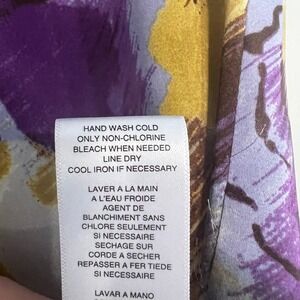 HAND WASH COLD
ONLY NON-CHLORINE
BLEACH WHEN NEEDED
LINE DRY
COOL IRON IF NECESSARY
LAVER A LA MAIN
A L'EAU FROIDE
AGENT DE
BLANCHIMENT SANS
CHLORE SEULEMENT
SI NECESSAIRE
SECHAGE SUR
CORDE A SECHER
REPASSER A FER TIEDE
SI NECESSAIRE
LAVAR A MANO